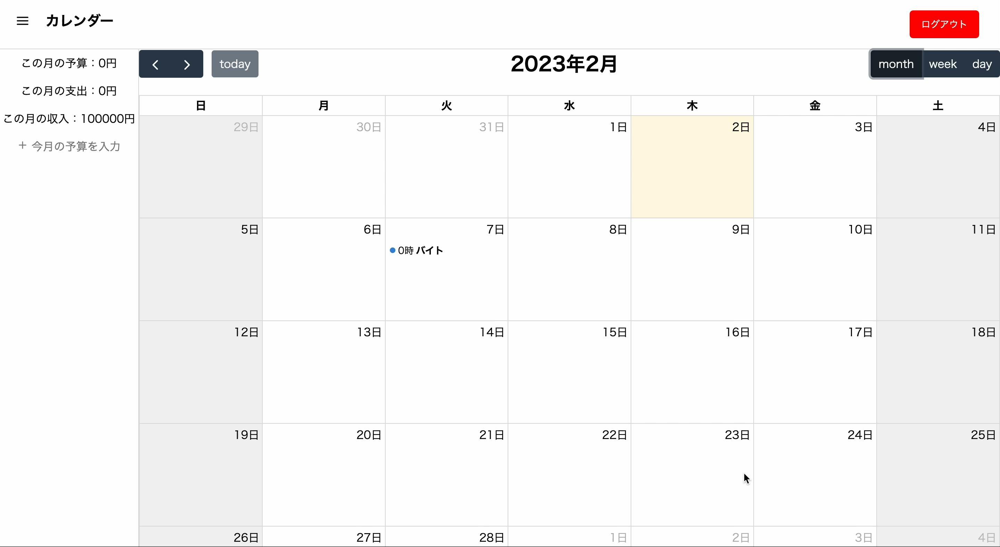 カレンダー
ログアウト
この月の予算：0円
この月の支出：0円
この月の収入：100000円
+ 今月の予算を入力
today
2023年2月
month week day
日 月 火 水 木 金 土
29日 30日 31日 1日 2日 3日 4日
5日 6日 7日 8日 9日 10日 11日
0時 バイト
12日 13日 14日 15日 16日 17日 18日
19日 20日 21日 22日 23日 24日 25日
26日 27日 28日 1日 2日 3日 4日